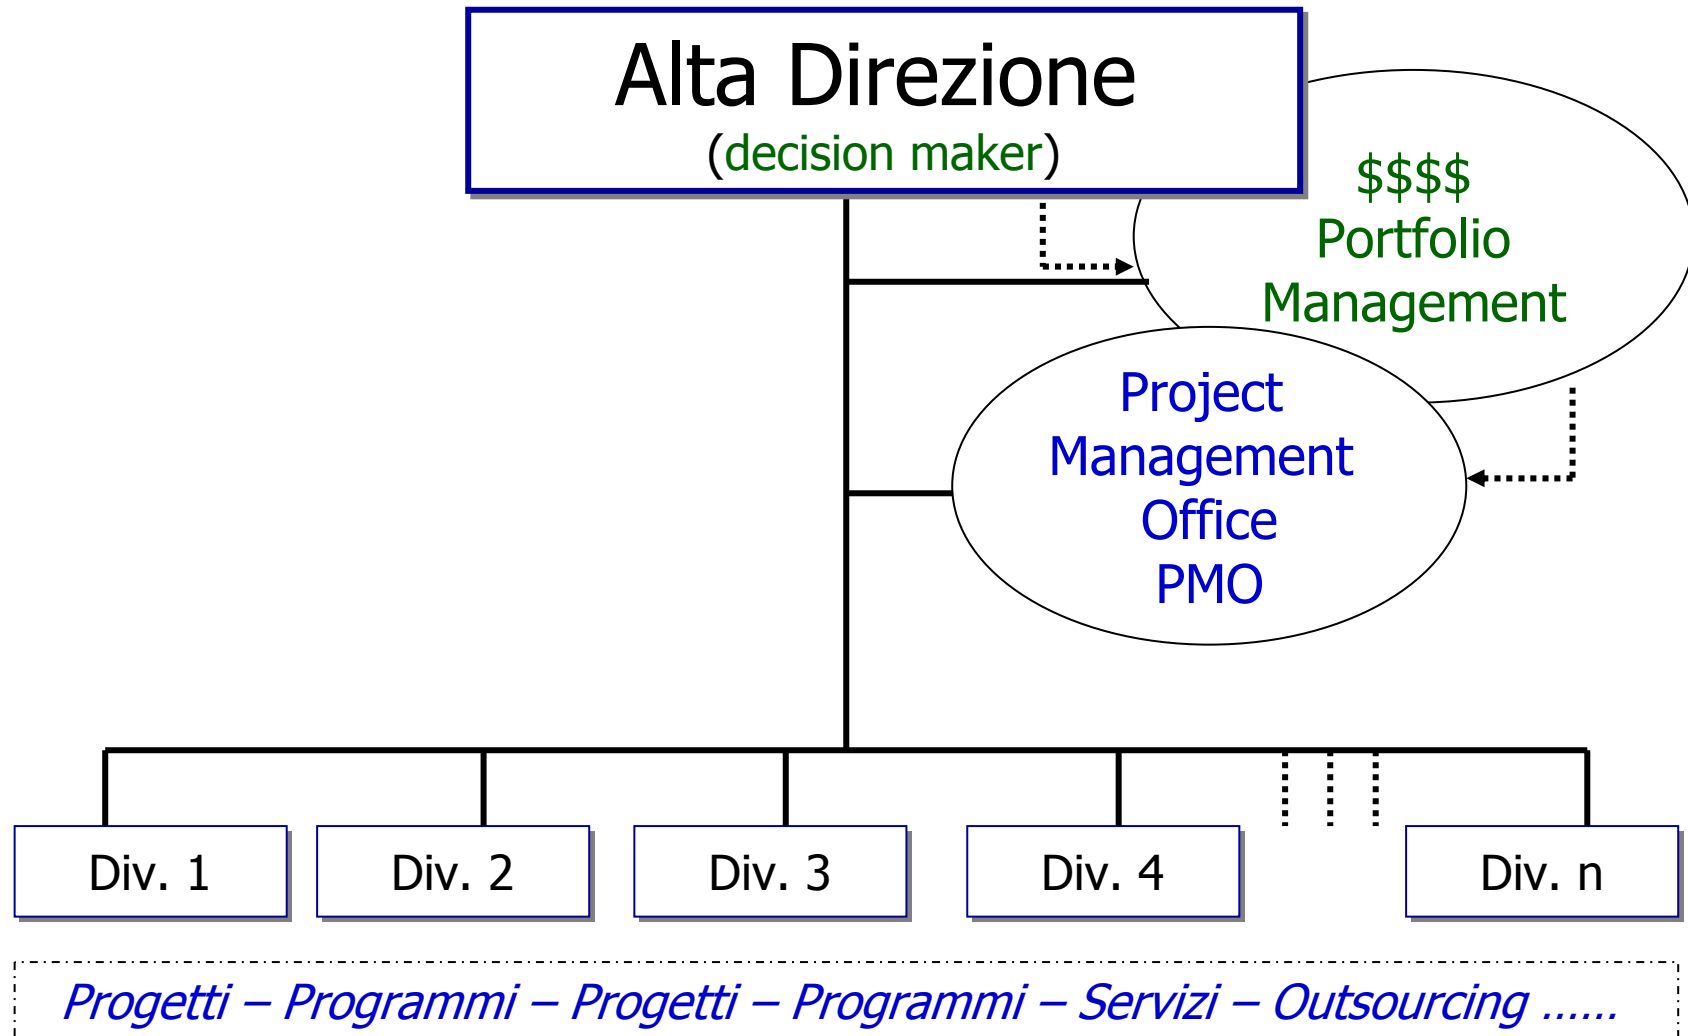 Alta Direzione
(decision maker)
$$$$
Portfolio
Management
Project
Management
Office
PMO
Div. 1
Div. 2
Div. 3
Div. 4
Div. n
Progetti – Programmi – Progetti – Programmi – Servizi – Outsourcing ......